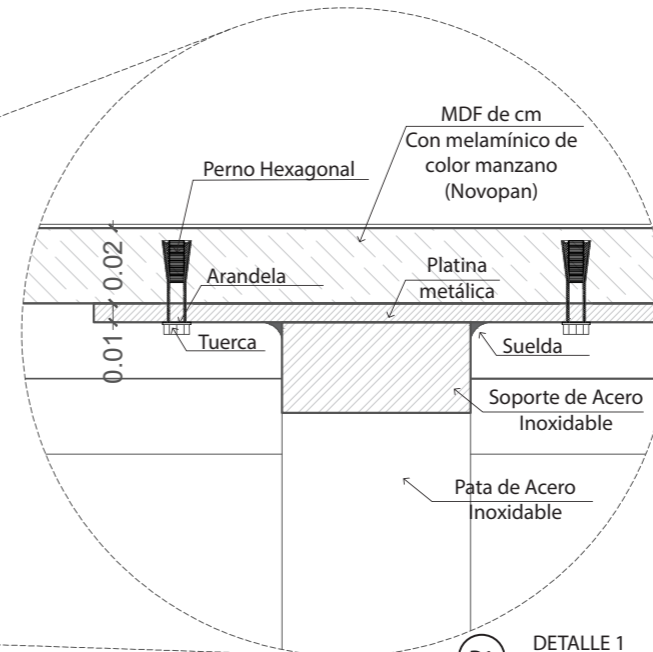 MDF de cm
Con melamínico de
color manzano
(Novopan)
Perno Hexagonal
0.02
Arandela
Platina
metálica
0.01
Tuerca
Suelda
Soporte de Acero
Inoxidable
Pata de Acero
Inoxidable
DETALLE 1